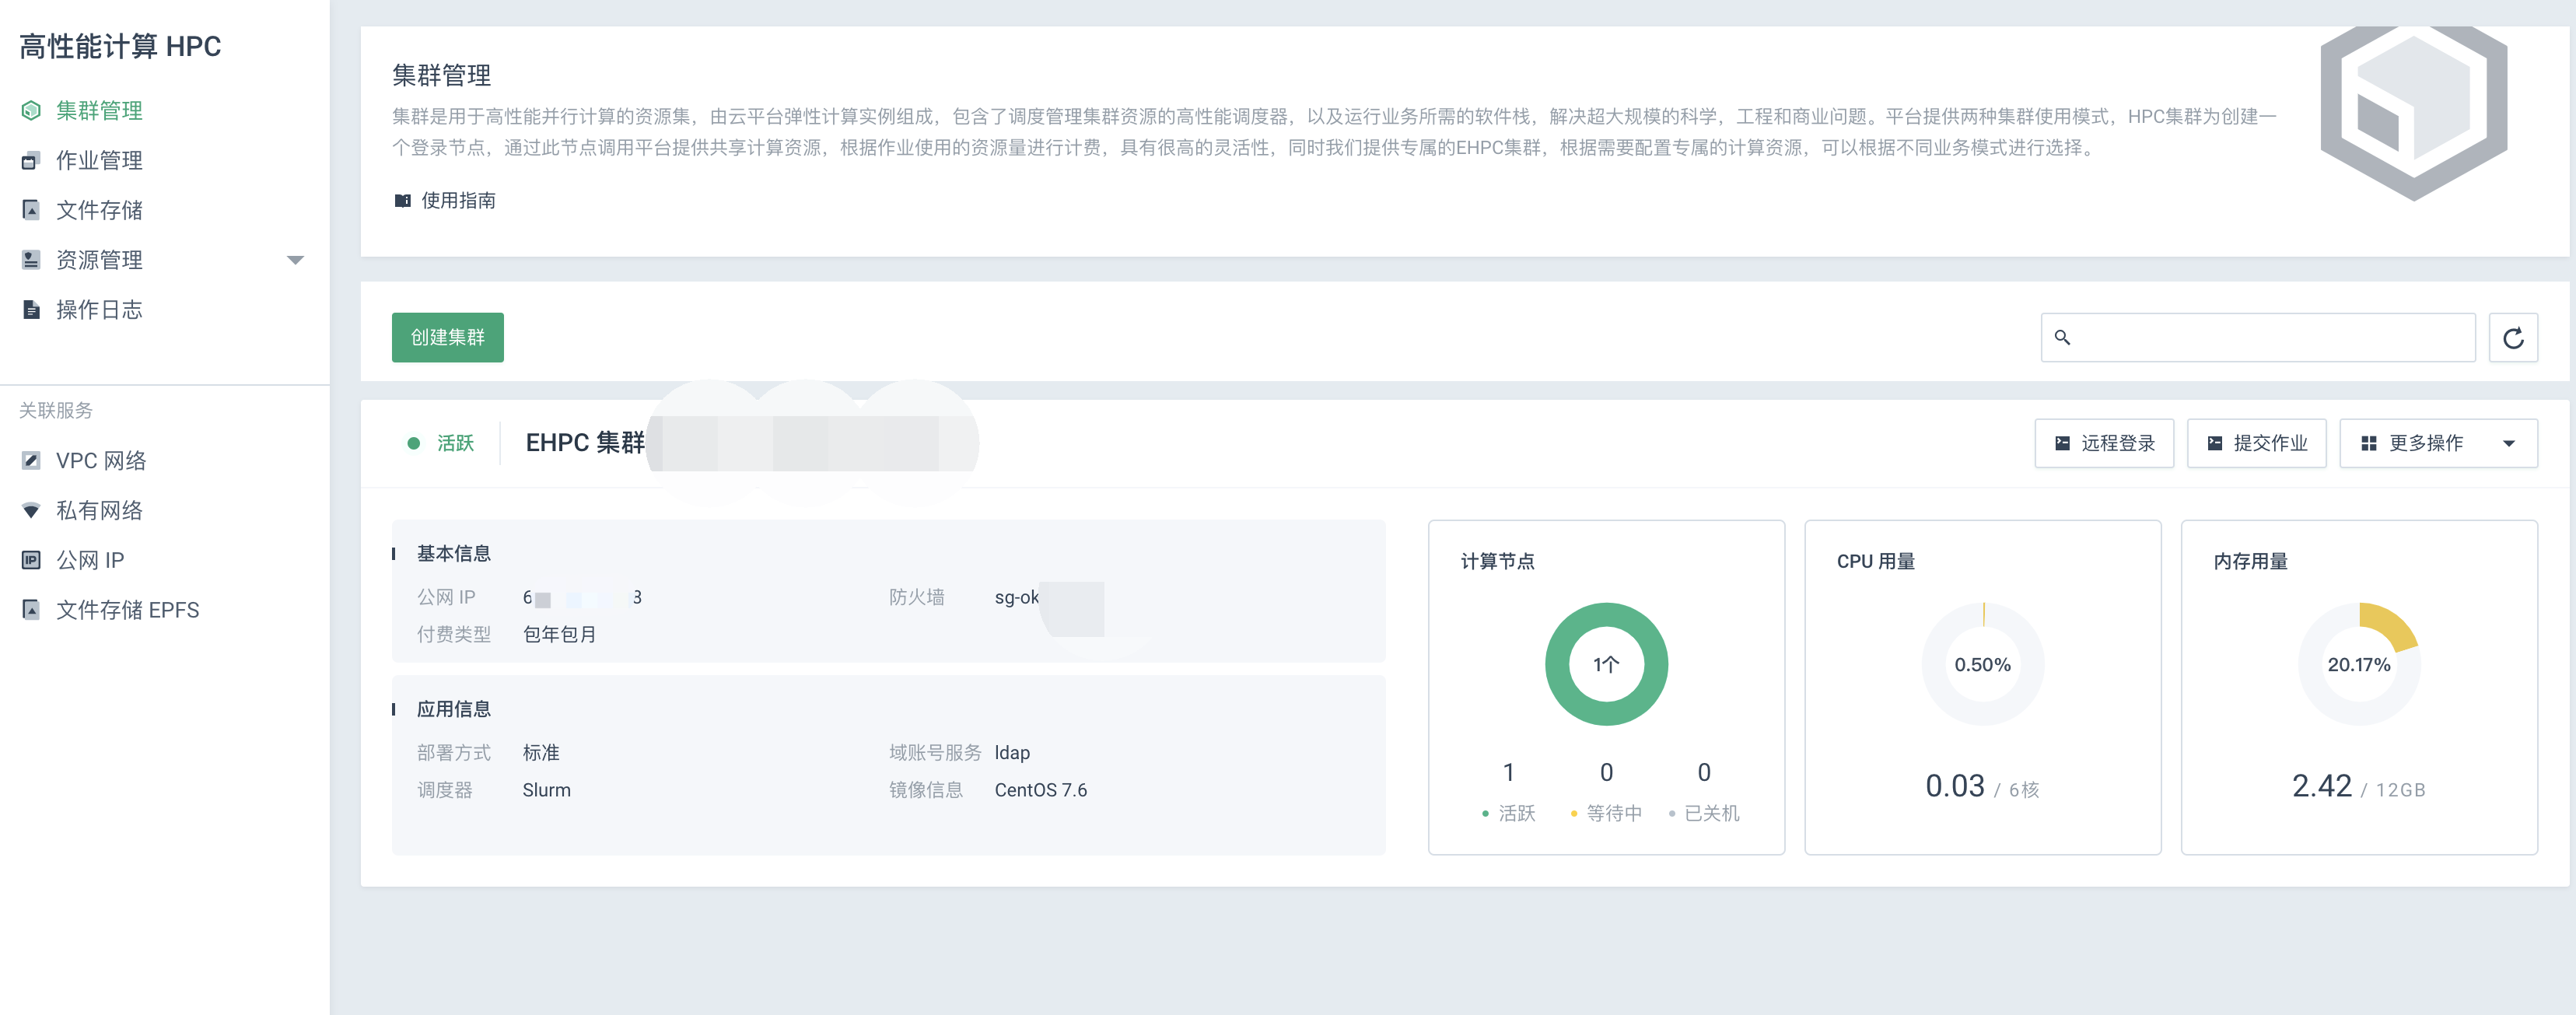 高性能计算 HPC
集群管理
作业管理
文件存储
资源管理
操作日志
关联服务
VPC 网络
私有网络
公网 IP
文件存储 EPFS
集群管理
集群是用于高性能并行计算的资源集，由云平台弹性计算实例组成，包含了调度管理集群资源的高性能调度器，以及运行业务所需的软件栈，解决超大规模的科学，工程和商业问题。平台提供两种集群使用模式，HPC集群为创建一
个登录节点，通过此节点调用平台提供共享计算资源，根据作业使用的资源量进行计费，具有很高的灵活性，同时我们提供专属的EHPC集群，根据需要配置专属的计算资源，可以根据不同业务模式进行选择。
使用指南
创建集群
活跃 EHPC 集群 远程登录 提交作业 更多操作
基本信息
公网 IP 6 3 防火墙 sg-ok
付费类型 包年包月
应用信息
部署方式 标准 域账号服务 ldap
调度器 Slurm 镜像信息 CentOS 7.6
计算节点
1个
1 0 0
活跃 等待中 已关机
CPU 用量
0.50%
0.03 / 6核
内存用量
20.17%
2.42 / 12GB